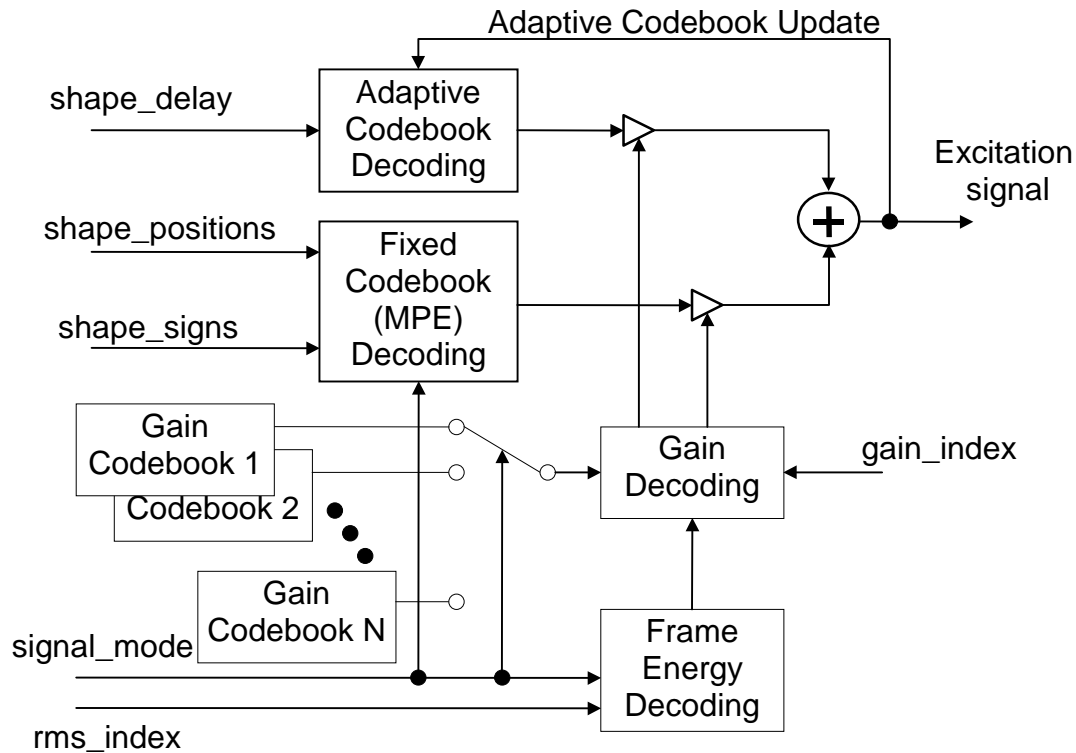 Adaptive Codebook Update
shape_delay
Adaptive
Codebook
Decoding
Excitation
signal
shape_positions
shape_signs
Fixed
Codebook
(MPE)
Decoding
Gain
Codebook 1
Codebook 2
Gain
Codebook N
Gain
Decoding
gain_index
signal_mode
rms_index
Frame
Energy
Decoding